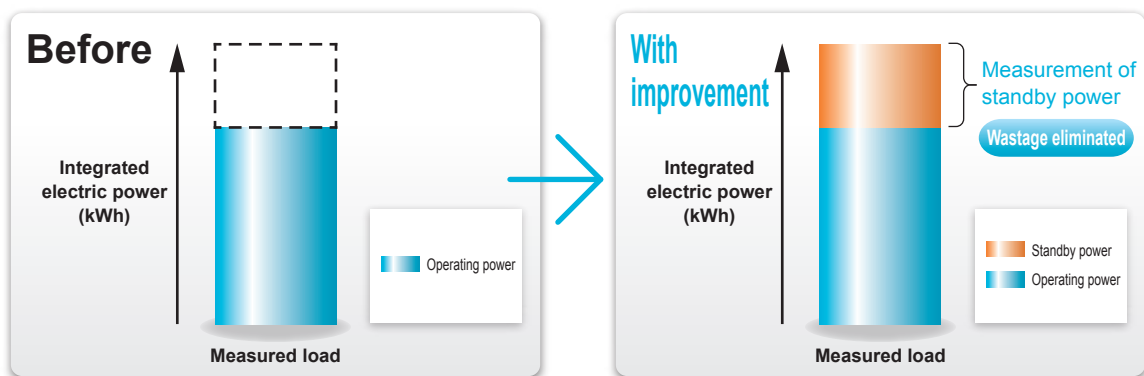 Before
Integrated
electric power
(kWh)
Operating power
Measured load
With
improvement
Measurement of
standby power
Wastage eliminated
Integrated
electric power
(kWh)
Standby power
Operating power
Measured load